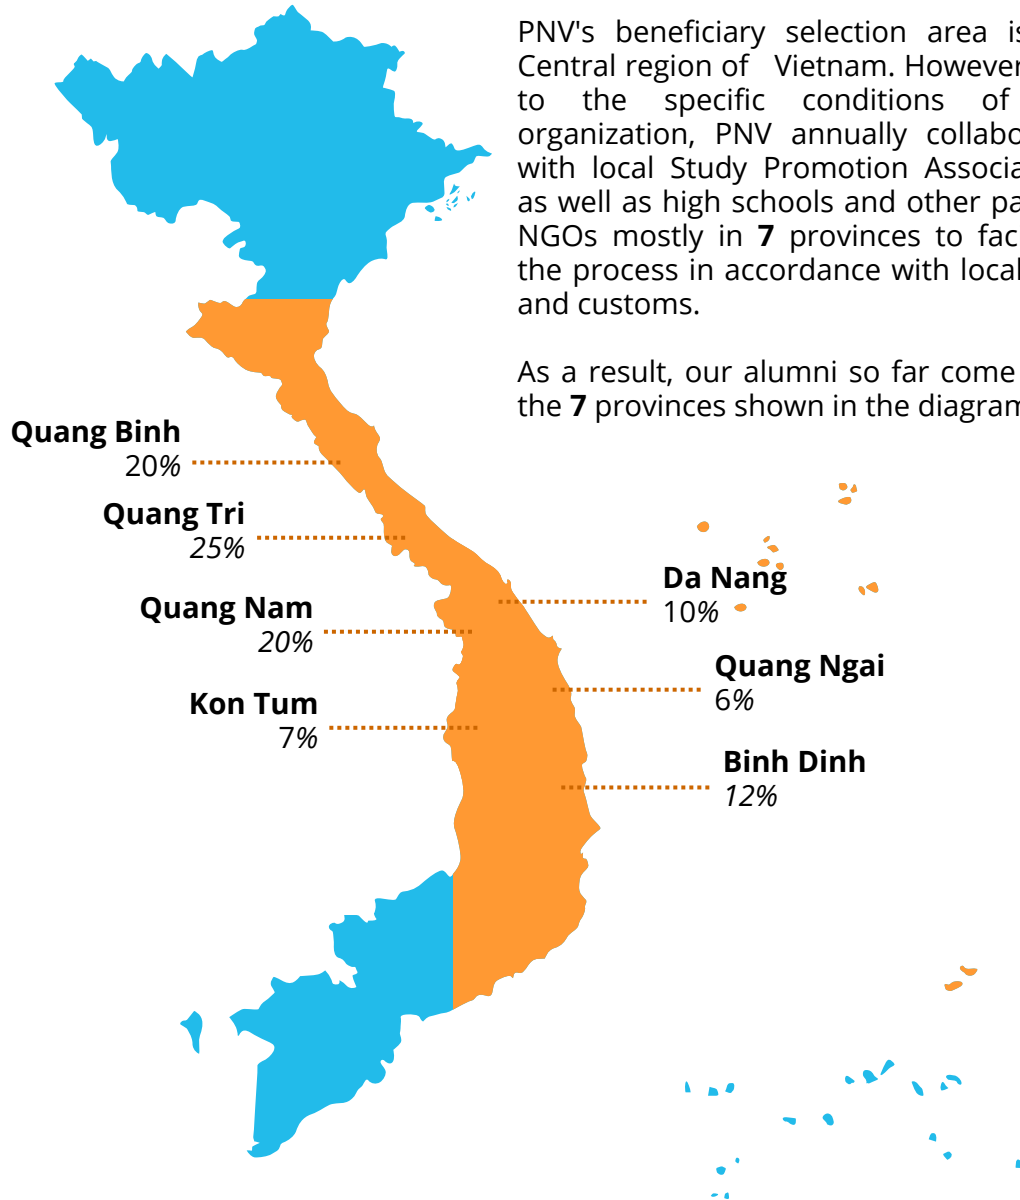 PNV's beneficiary selection area is
Central region of Vietnam. However
to the specific conditions of
organization, PNV annually collabo
with local Study Promotion Associa
as well as high schools and other pa
NGOs mostly in 7 provinces to fac
the process in accordance with local
and customs.
As a result, our alumni so far come
the 7 provinces shown in the diagram
Quang Binh
20%
Quang Tri
25%
Quang Nam
20%
Kon Tum
7%
Da Nang
10%
Quang Ngai
6%
Binh Dinh
12%